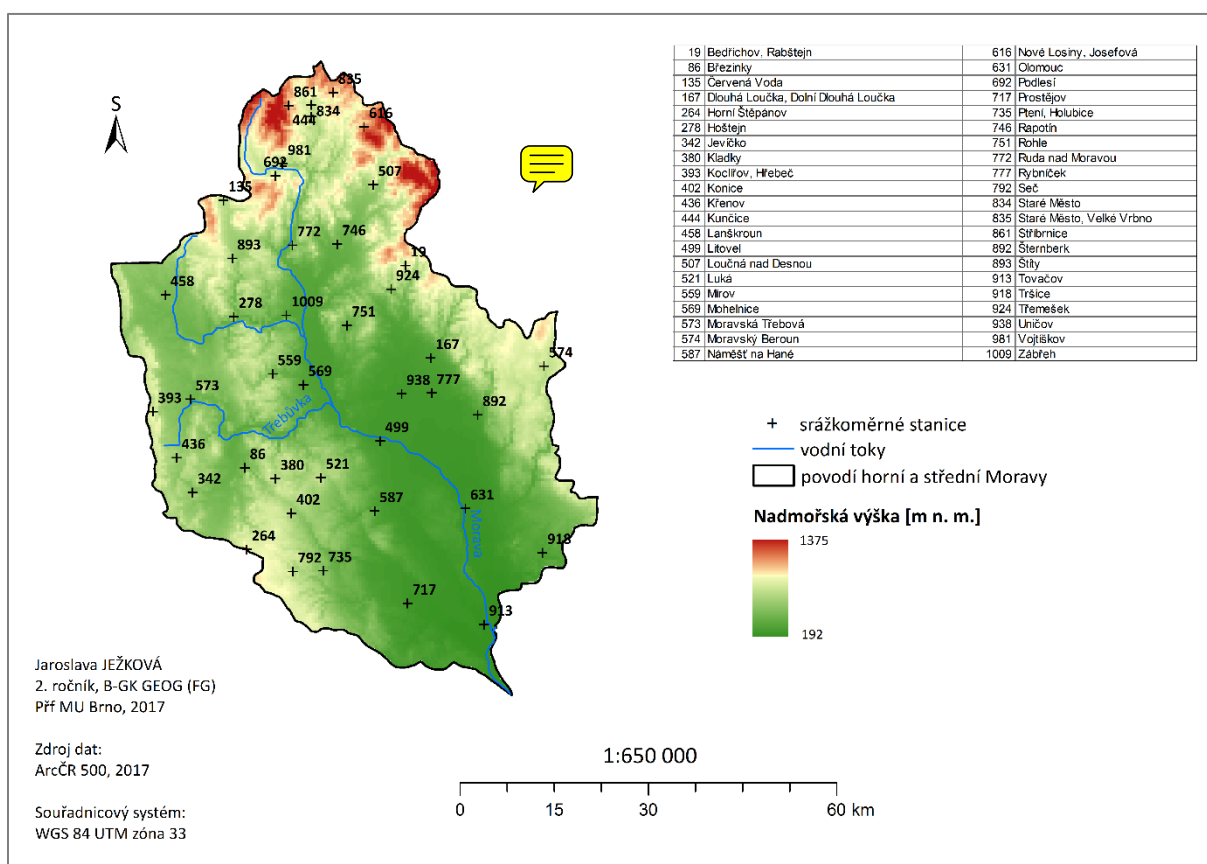 19 Bedřichov, Rabštejn 616 Nové Losiny, Josefová
86 Březinky 631 Olomouc
135 Červená Voda 692 Podlesí
167 Dlouhá Loučka, Dolní Dlouhá Loučka 717 Prostějov
264 Horní Štěpánov 735 Ptení, Holubice
278 Hoštejn 746 Rapotín
342 Jevíčko 751 Rohle
380 Kladky 772 Ruda nad Moravou
393 Koclířov, Hřebeč 777 Rybníček
402 Konice 792 Seč
436 Křenov 834 Staré Město
444 Kunčice 835 Staré Město, Velké Vrbno
458 Lanškroun 861 Stříbrnice
499 Litovel 892 Šternberk
507 Loučná nad Desnou 893 Štíty
521 Luká 913 Tovačov
559 Mírov 918 Tršice
569 Mohelnice 924 Třemešek
573 Moravská Třebová 938 Uničov
574 Moravský Beroun 981 Vojtíškov
587 Náměšť na Hané 1009 Zábřeh
S
835
861
834
444
616
981
692
507
135
772
746
893
19
924
458
278
1009
751
167
574
559
569
573
938
777
393
892
Třebůvka
499
436
86
380
521
342
402
587
631
Morava
264
918
792
735
717
913
srážkoměrné stanice
vodní toky
povodí horní a střední Moravy
Nadmořská výška [m n. m.]
1375
192
Jaroslava JEŽKOVÁ
2. ročník, B-GK GEOG (FG)
Přf MU Brno, 2017
Zdroj dat:
ArcČR 500, 2017
Souřadnicový systém:
WGS 84 UTM zóna 33
1:650 000
0 15 30 60 km